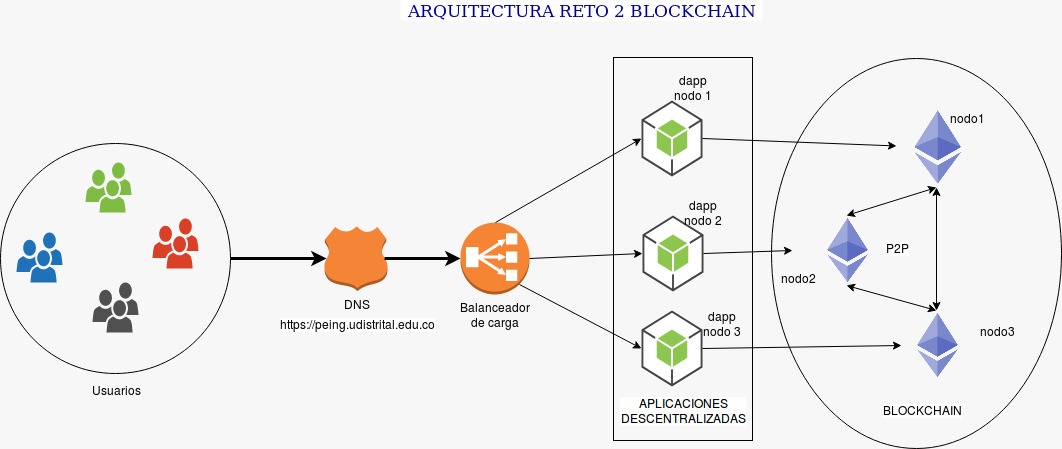 ARQUITECTURA RETO 2 BLOCKCHAIN
Usuarios
DNS
https://peing.udistrital.edu.co
Balanceador
de carga
dapp
nodo 1
dapp
nodo 2
dapp
nodo 3
APLICACIONES
DESCENTRALIZADAS
nodo1
P2P
nodo2
nodo3
BLOCKCHAIN